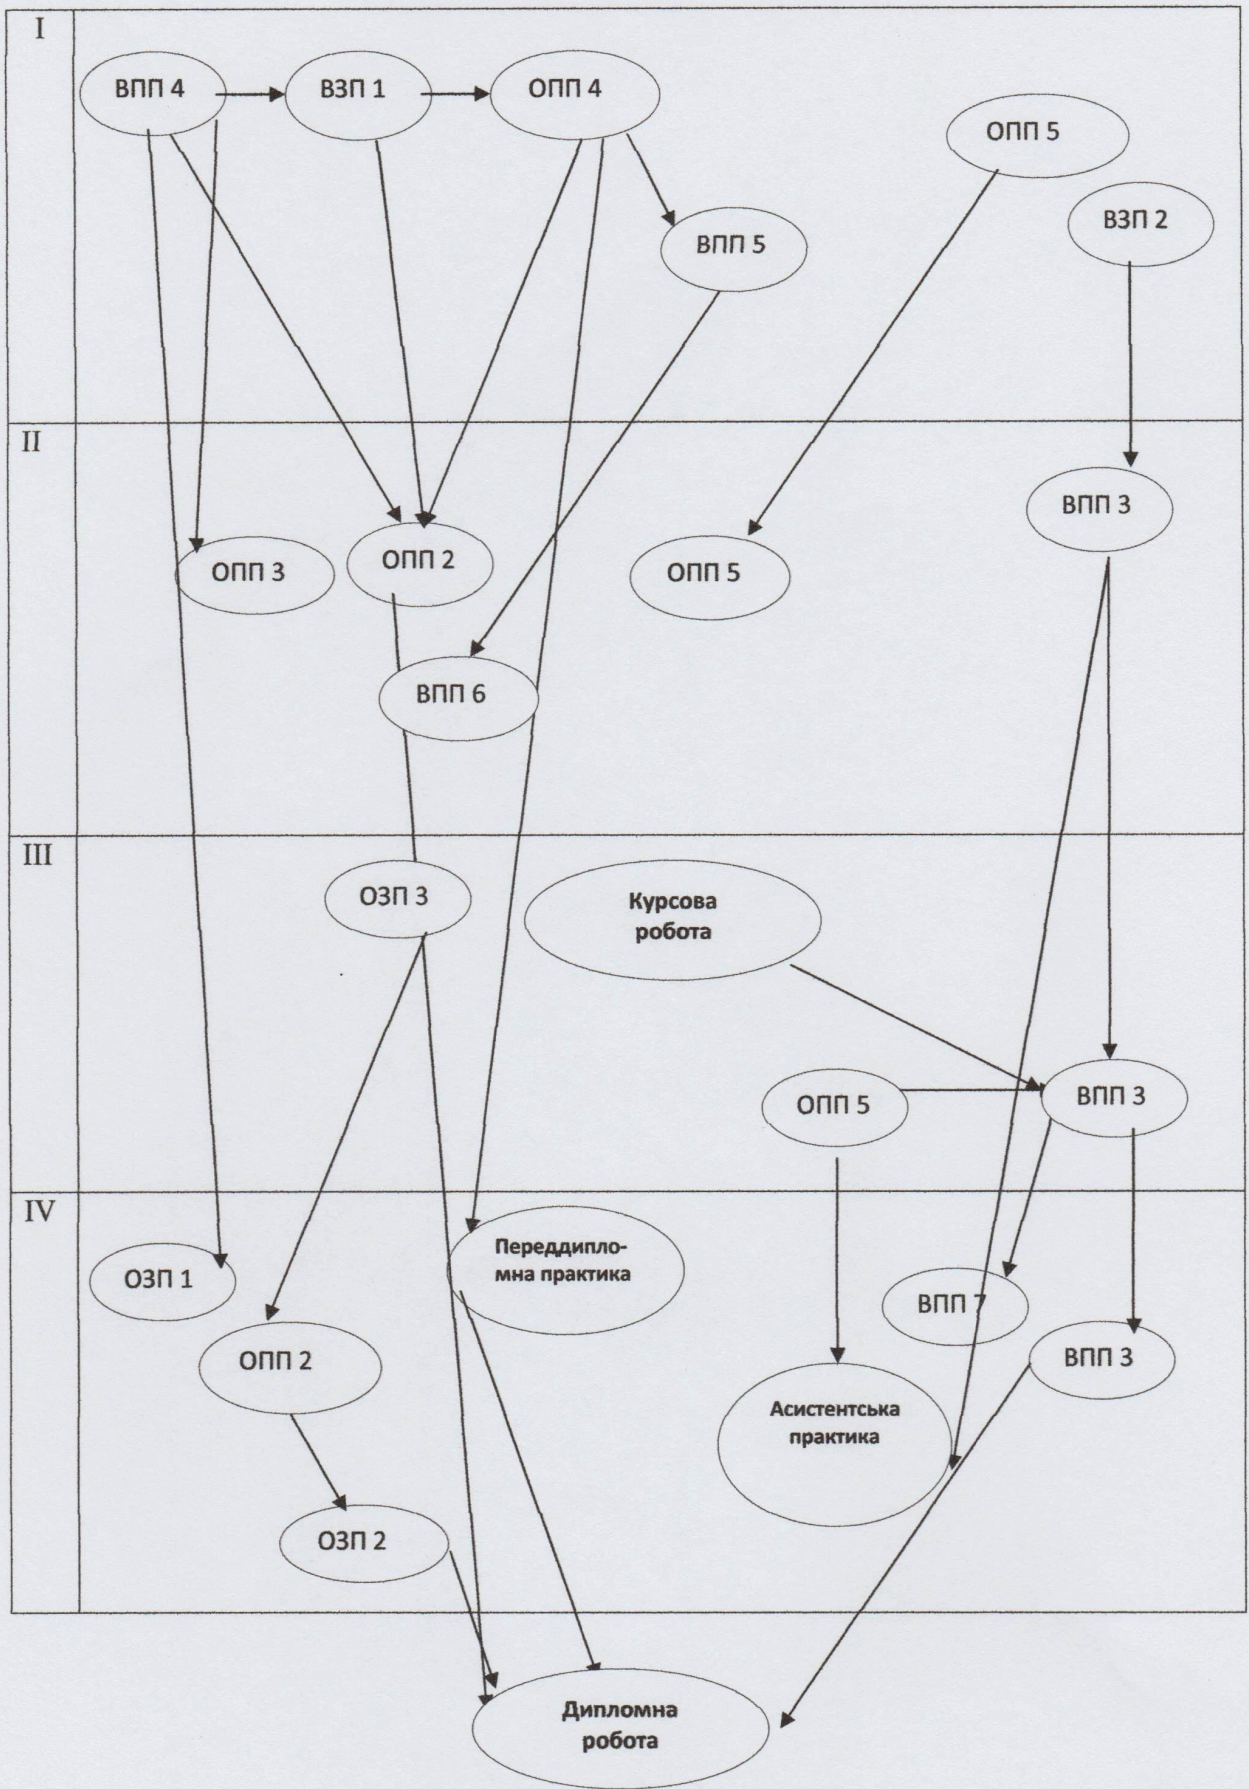 I
ВПП 4
ВЗП 1
ОПП 4
ОПП 5
ВЗП 2
ВПП 5
II
ВПП 3
ОПП 3
ОПП 2
ОПП 5
ВПП 6
III
ОЗП 3
Курсова
робота
ОПП 5
ВПП 3
IV
Переддипло-
мна практика
ОЗП 1
ВПП 7
ОПП 2
ВПП 3
Асистентська
практика
ОЗП 2
Дипломна
робота